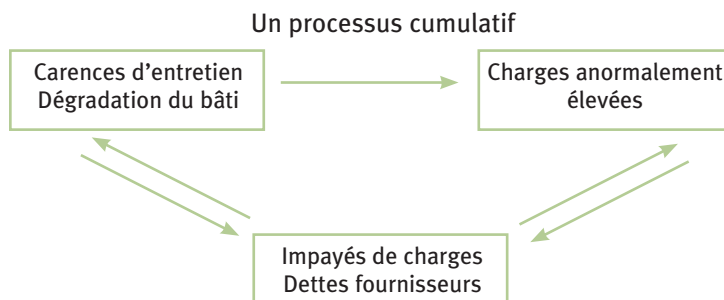 Un processus cumulatif
Carences d’entretien
Dégradation du bâti
Charges anormalement
élevées
Impayés de charges
Dettes fournisseurs